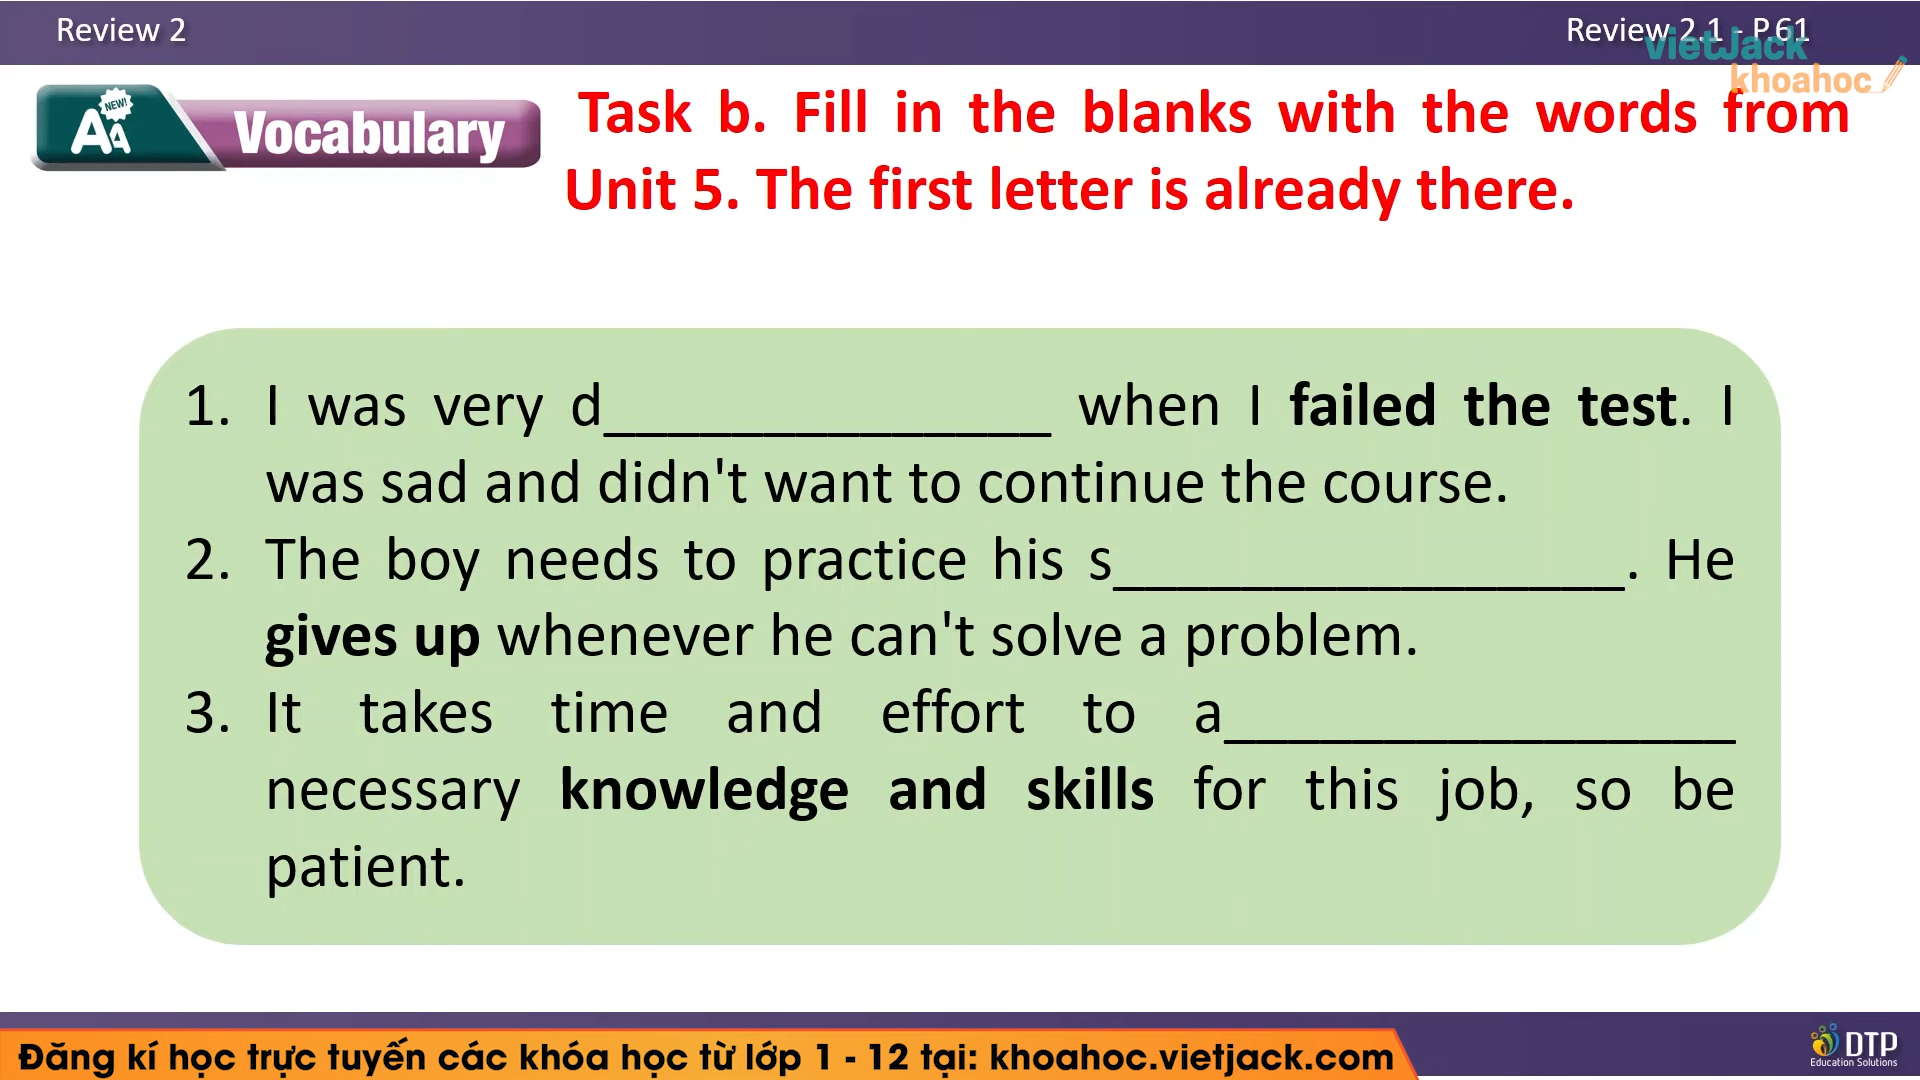 Review 2
Review 2.1 - P.61
vietJack
khoahoc
NEW!
AA
Vocabulary
Task b. Fill in the blanks with the words from
Unit 5. The first letter is already there.
1. I was very d______________ when I failed the test. I
was sad and didn't want to continue the course.
2. The boy needs to practice his s________________. He
gives up whenever he can't solve a problem.
3. It takes time and effort to a________________
necessary knowledge and skills for this job, so be
patient.
Đăng kí học trực tuyến các khóa học từ lớp 1 - 12 tại: khoahoc.vietjack.com
DTP
Education Solutions